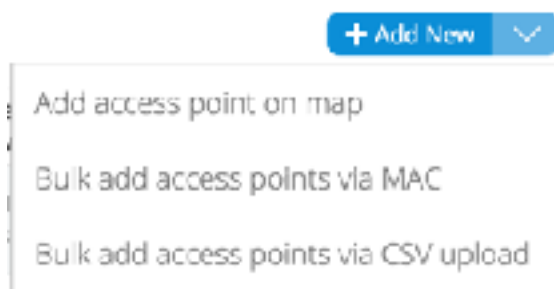 + Add New
Add access point on map
Bulk add access points via MAC
Bulk add access points via CSV upload